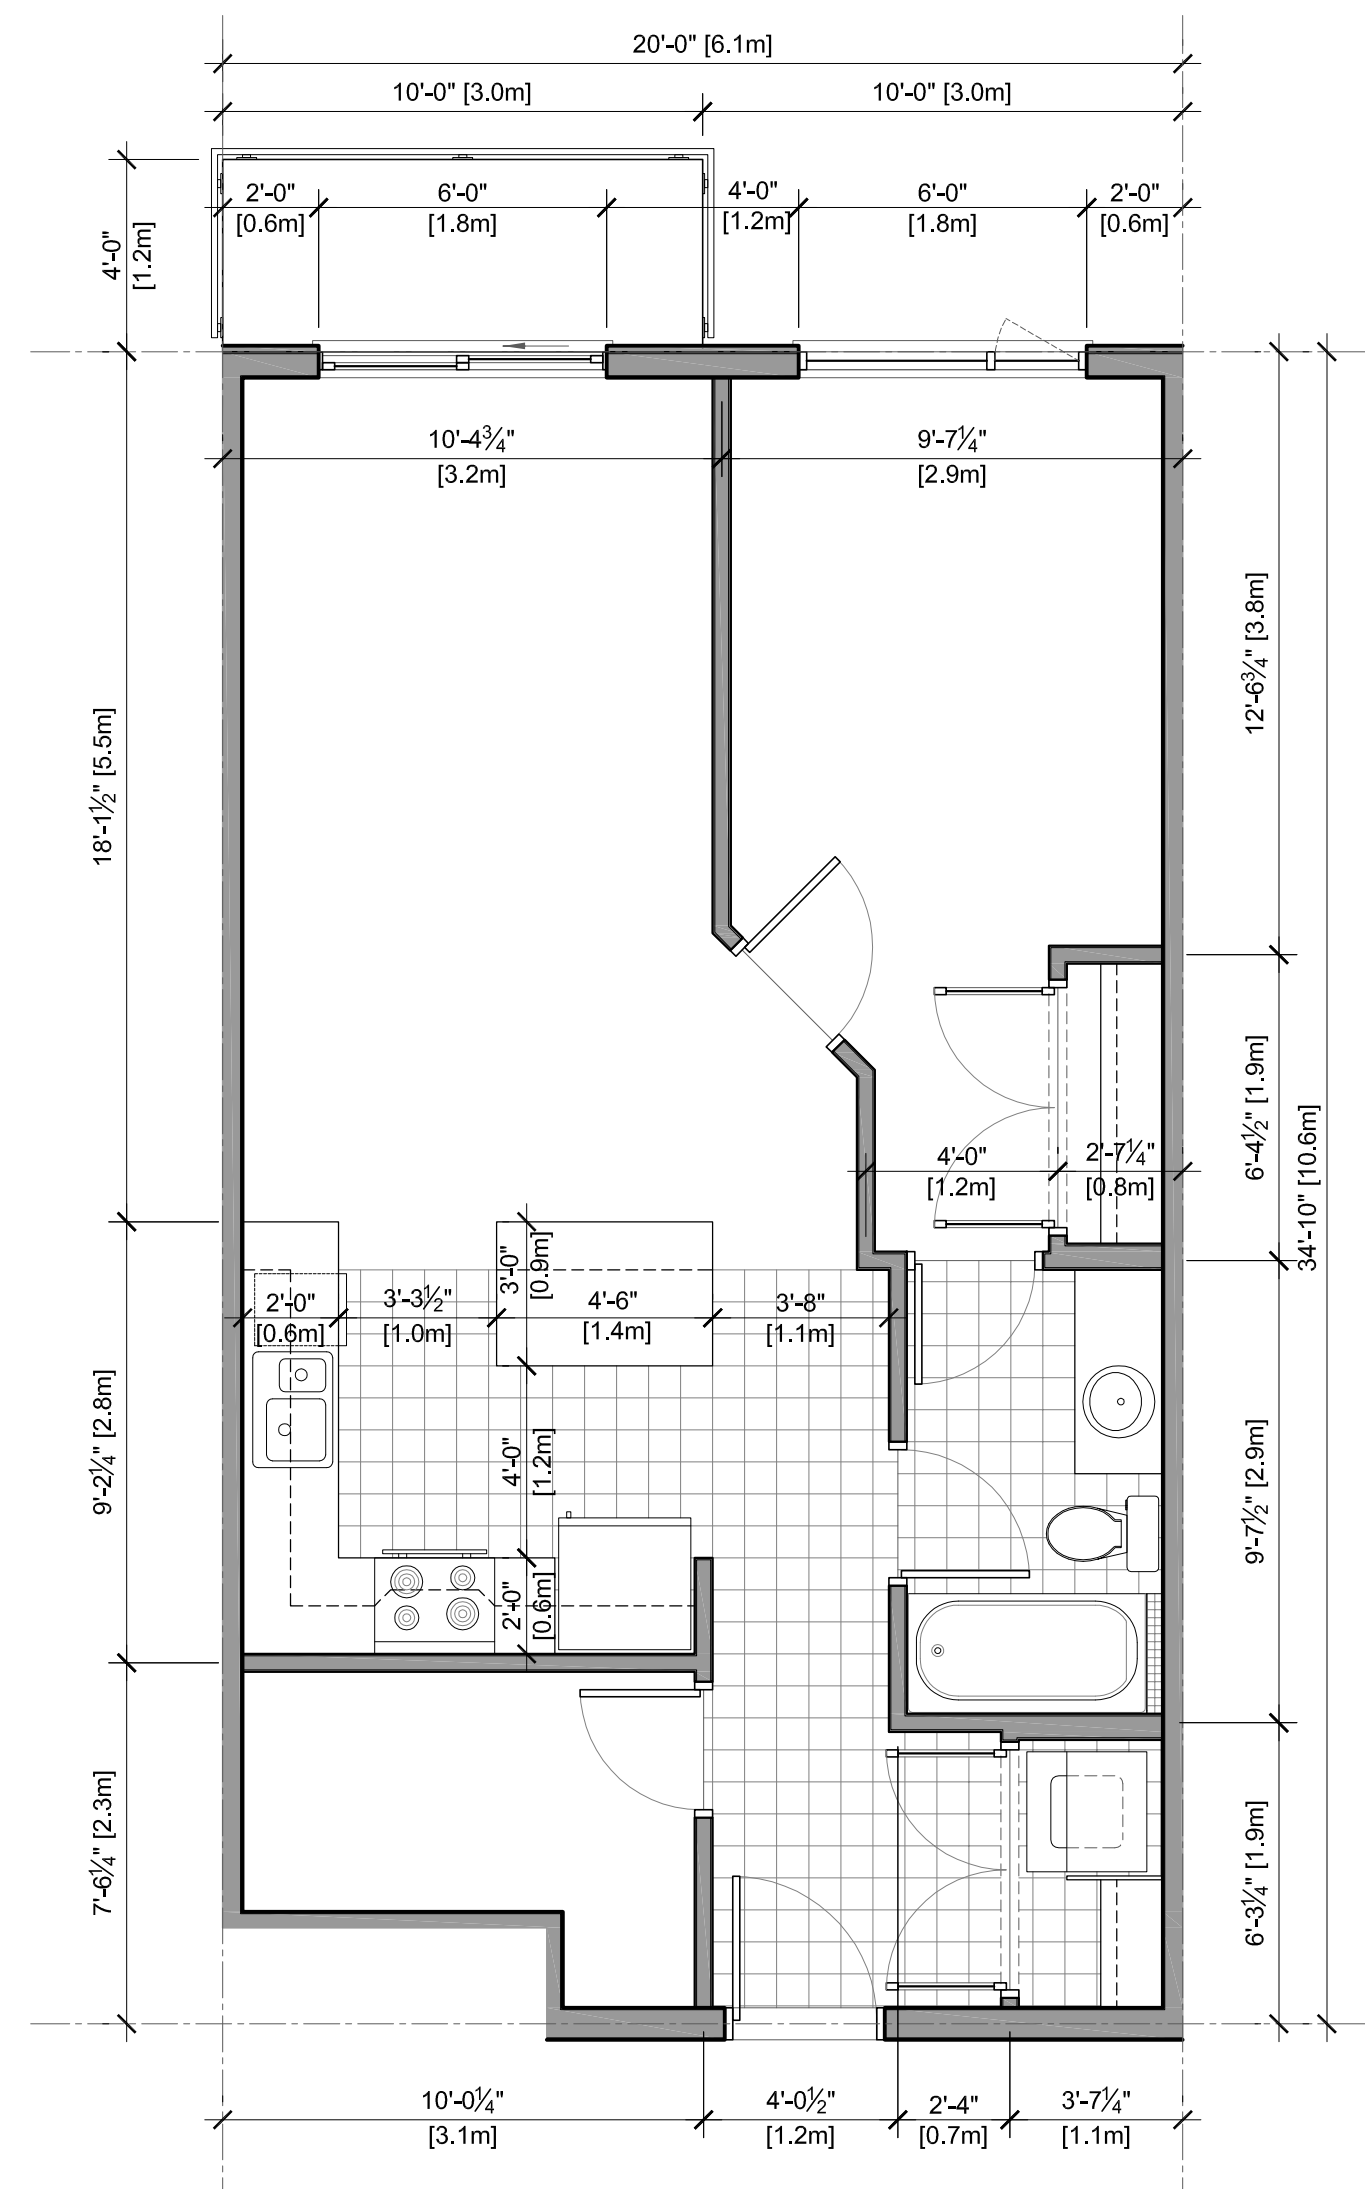 20'-0" [6.1m]
10'-0" [3.0m]
10'-0" [3.0m]
2'-0"
[0.6m]
6'-0"
[1.8m]
4'-0"
[1.2m]
6'-0"
[1.8m]
2'-0"
[0.6m]
4'-0"
[1.2m]
10'-4¾"
[3.2m]
9'-7¼"
[2.9m]
12'-6¾" [3.8m]
18'-1½" [5.5m]
6'-4½" [1.9m]
34'-10" [10.6m]
4'-0"
[1.2m]
2'-7¼"
[0.8m]
3'-0"
[0.9m]
2'-0"
[0.6m]
3'-3½"
[1.0m]
4'-6"
[1.4m]
3'-8"
[1.1m]
9'-2¼" [2.8m]
4'-0"
[1.2m]
9'-7½" [2.9m]
2'-0"
[0.6m]
7'-6¼" [2.3m]
6'-3¼" [1.9m]
10'-0¼"
[3.1m]
4'-0½"
[1.2m]
2'-4"
[0.7m]
3'-7¼"
[1.1m]